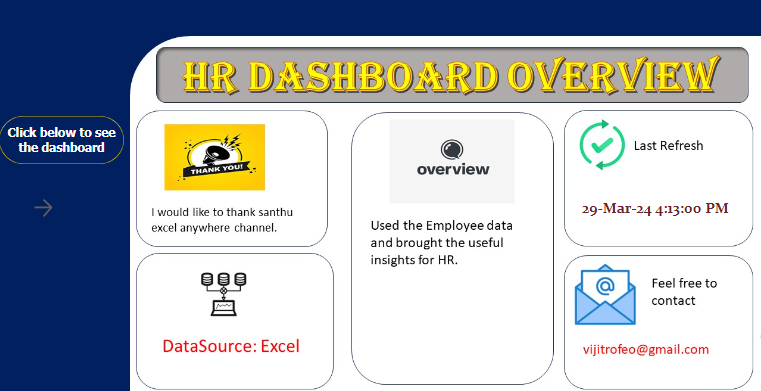 HR DASHBOARD OVERVIEW
Click below to see
the dashboard
THANK YOU!
I would like to thank santhu
excel anywhere channel.
DataSource: Excel
overview
Used the Employee data
and brought the useful
insights for HR.
Last Refresh
29-Mar-24 4:13:00 PM
@
Feel free to
contact
vijitrofeo@gmail.com